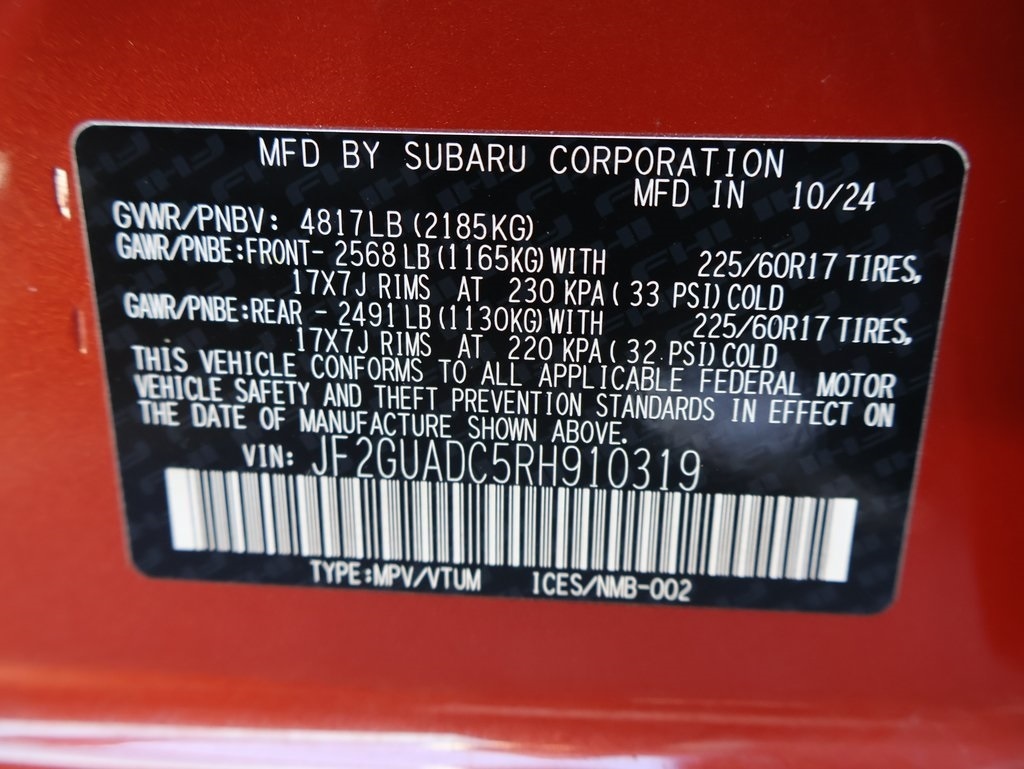 MFD BY SUBARU CORPORATION
MFD IN 10/24
GVWR/PNBV: 4817LB (2185KG)
GAWR/PNBE:FRONT- 2568 LB (1165KG) WITH 225/60R17 TIRES,
17X7J RIMS AT 230 KPA ( 33 PSI) COLD
GAWR/PNBE:REAR - 2491 LB (1130KG) WITH 225/60R17 TIRES,
17X7J RIMS AT 220 KPA ( 32 PSI) COLD
THIS VEHICLE CONFORMS TO ALL APPLICABLE FEDERAL MOTOR
VEHICLE SAFETY AND THEFT PREVENTION STANDARDS IN EFFECT ON
THE DATE OF MANUFACTURE SHOWN ABOVE.
VIN: JF2GUADC5RH910319
TYPE:MPV/VTUM ICES/NMB-002